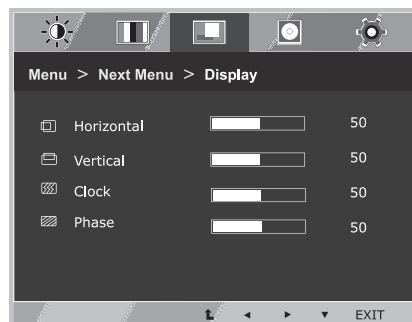 Menu > Next Menu > Display
Horizontal 50
Vertical 50
Clock 50
Phase 50
EXIT